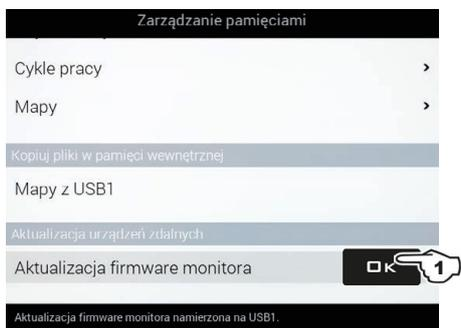 Zarządzanie pamięciami
Cykle pracy
Mapy
Kopiuj pliki w pamięci wewnętrznej
Mapy z USB1
Aktualizacja urządzeń zdalnych
Aktualizacja firmware monitora OK 1
Aktualizacja firmware monitora namierzona na USB1.